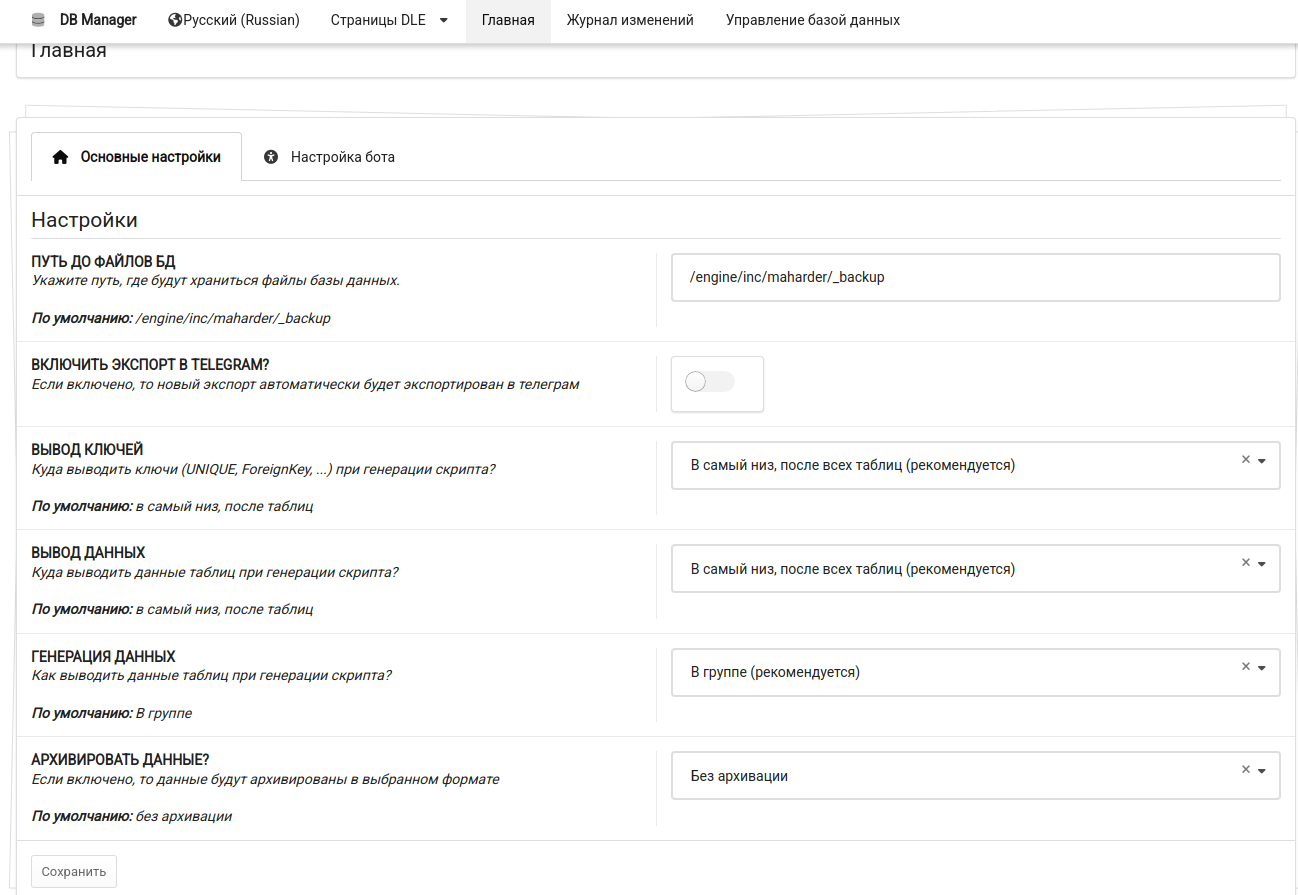 DB Manager Русский (Russian) Страницы DLE Главная Журнал изменений Управление базой данных
Главная
Основные настройки Настройка бота
Настройки
ПУТЬ ДО ФАЙЛОВ БД
Укажите путь, где будут храниться файлы базы данных.
По умолчанию: /engine/inc/maharder/_backup
/engine/inc/maharder/_backup
ВКЛЮЧИТЬ ЭКСПОРТ В TELEGRAM?
Если включено, то новый экспорт автоматически будет экспортирован в телеграм
ВЫВОД КЛЮЧЕЙ
Куда выводить ключи (UNIQUE, ForeignKey, ...) при генерации скрипта?
По умолчанию: в самый низ, после таблиц
В самый низ, после всех таблиц (рекомендуется)
ВЫВОД ДАННЫХ
Куда выводить данные таблиц при генерации скрипта?
По умолчанию: в самый низ, после таблиц
В самый низ, после всех таблиц (рекомендуется)
ГЕНЕРАЦИЯ ДАННЫХ
Как выводить данные таблиц при генерации скрипта?
По умолчанию: В группе
В группе (рекомендуется)
АРХИВИРОВАТЬ ДАННЫЕ?
Если включено, то данные будут архивированы в выбранном формате
По умолчанию: без архивации
Без архивации
Сохранить